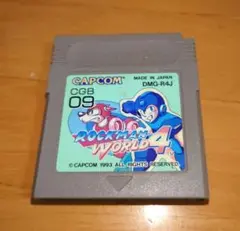 CAPCOM
MADE IN JAPAN
DMG-R4J
CGB
09
ROCKMAN
WORLD 4
© CAPCOM 1993 ALL RIGHTS RESERVED